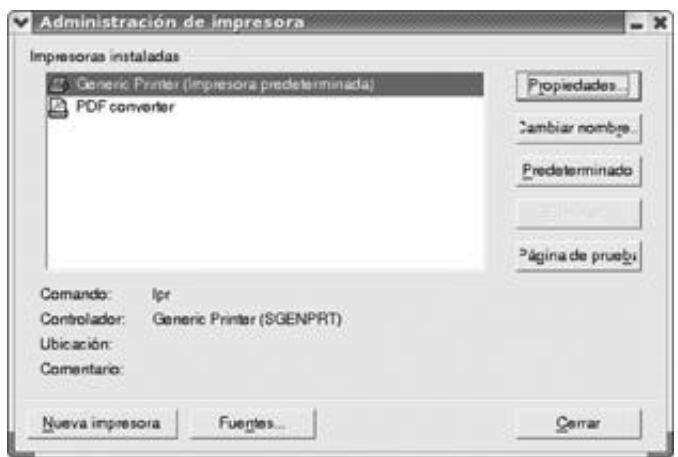 Administración de impresora
Impresoras instaladas
Generic Printer (Impresora predeterminada)
PDF converter
Propiedades...
Cambiar nombre..
Predeterminado
Página de prueba
Comando: lpr
Controlador: Generic Printer (SGENPRT)
Ubicación:
Comentario:
Nueva impresora
Fuentes...
Cerrar